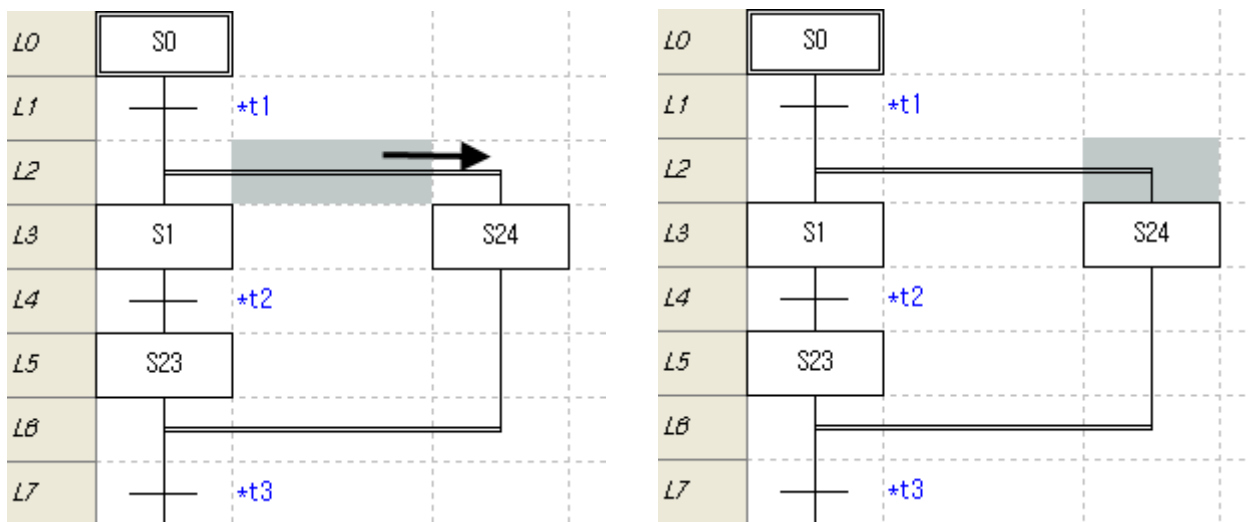 L0 S0
L1 *t1
L2
L3 S1 S24
L4 *t2
L5 S23
L6
L7 *t3
L0 S0
L1 *t1
L2
L3 S1 S24
L4 *t2
L5 S23
L6
L7 *t3